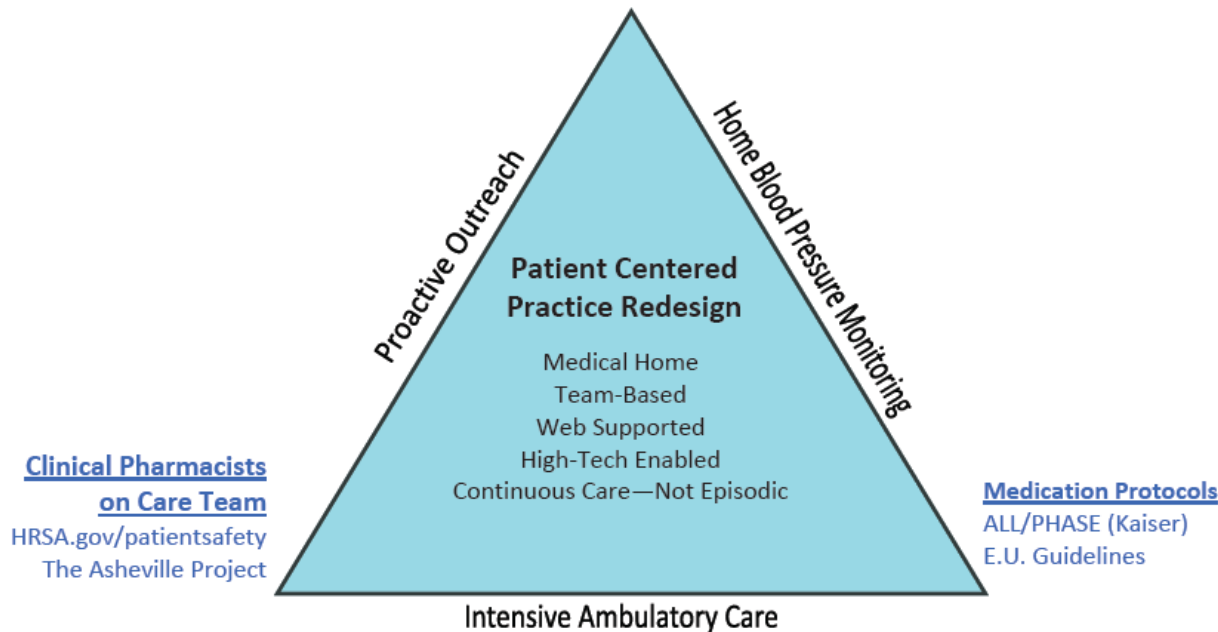 Proactive Outreach
Home Blood Pressure Monitoring
Patient Centered
Practice Redesign
Medical Home
Team-Based
Web Supported
High-Tech Enabled
Continuous Care—Not Episodic
Clinical Pharmacists
on Care Team
HRSA.gov/patientsafety
The Asheville Project
Medication Protocols
ALL/PHASE (Kaiser)
E.U. Guidelines
Intensive Ambulatory Care